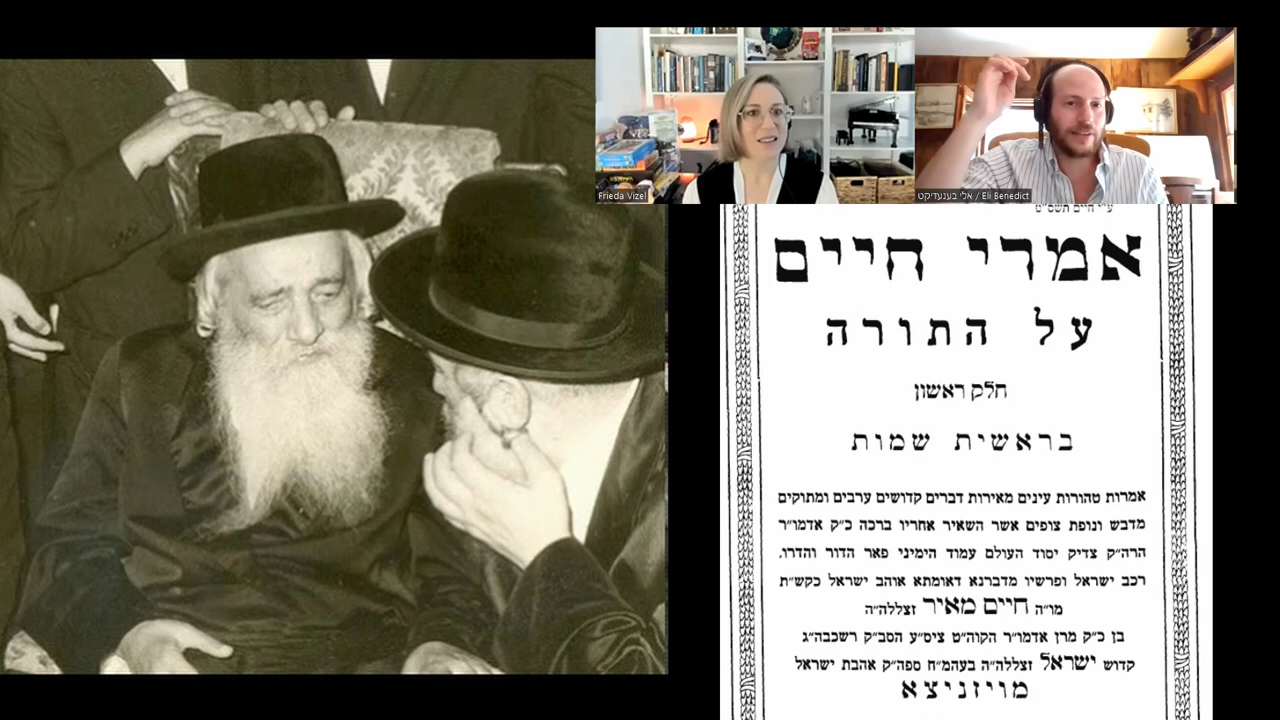 Frieda Vizel
אלי בענעדיקט / Eli Benedict
ע״י חיים תשס״ט
אמרי חיים
על התורה
חלק ראשון
בראשית שמות
אמרות טהורות עינים מאירות דברים קדושים ערבים ומתוקים
מדבש ונופת צופים אשר השאיר אחריו ברכה כ״ק אדמו״ר
הרה״ק צדיק יסוד העולם עמוד הימיני פאר הדור והדרו,
רכב ישראל ופרשיו מדברנא דאומתא אוהב ישראל כקש״ת
מו״ה חיים מאיר זצללה״ה
בן כ״ק מרן אדמו״ר הקוה״ט ציס״ע הסב״ק רשכבה״ג
קדוש ישראל זצללה״ה בעהמ״ח ספה״ק אהבת ישראל
מויזניצא